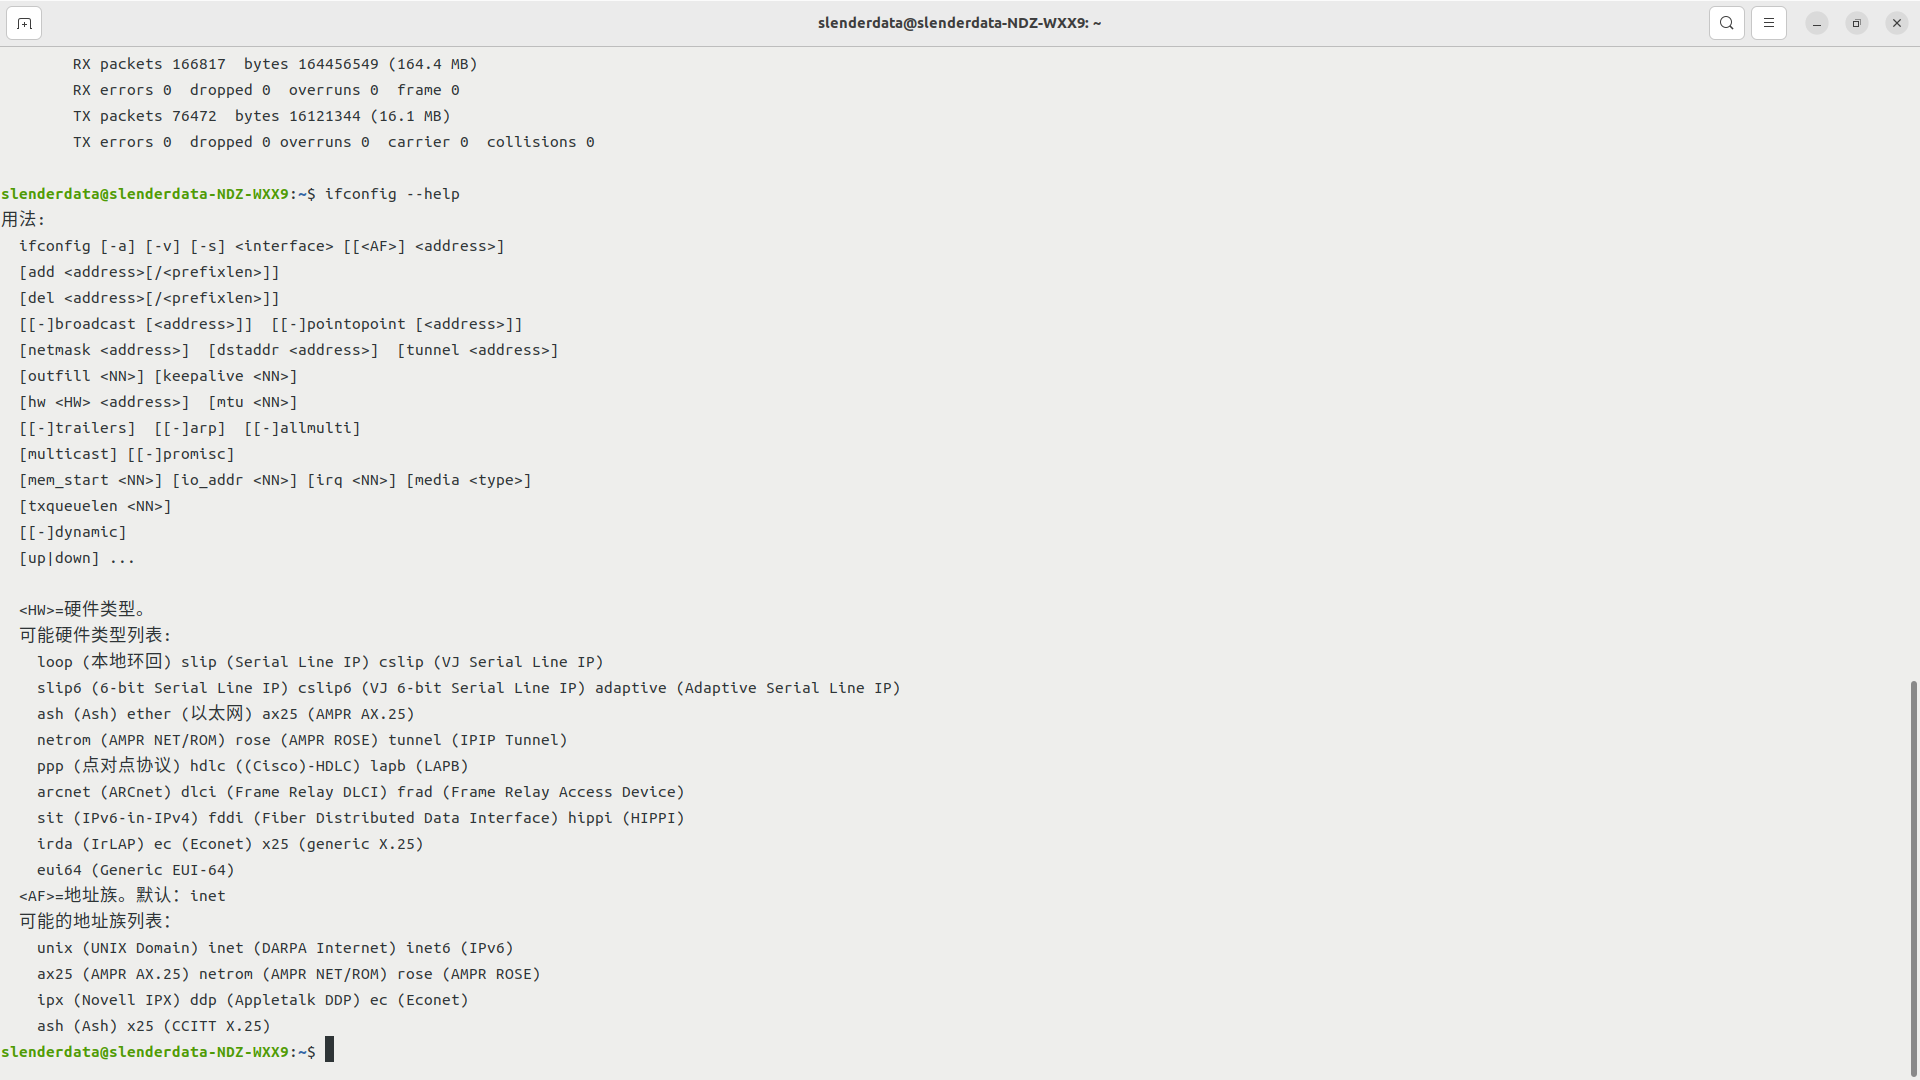 slenderdata@slenderdata-NDZ-WXX9: ~
RX packets 166817  bytes 164456549 (164.4 MB)
RX errors 0  dropped 0  overruns 0  frame 0
TX packets 76472  bytes 16121344 (16.1 MB)
TX errors 0  dropped 0 overruns 0  carrier 0  collisions 0
slenderdata@slenderdata-NDZ-WXX9:~$ ifconfig --help
用法:
ifconfig [-a] [-v] [-s] <interface> [[<AF>] <address>]
[add <address>[/<prefixlen>]]
[del <address>[/<prefixlen>]]
[[-]broadcast [<address>]]  [[-]pointopoint [<address>]]
[netmask <address>]  [dstaddr <address>]  [tunnel <address>]
[outfill <NN>] [keepalive <NN>]
[hw <HW> <address>]  [mtu <NN>]
[[-]trailers]  [[-]arp]  [[-]allmulti]
[multicast] [[-]promisc]
[mem_start <NN>] [io_addr <NN>] [irq <NN>] [media <type>]
[txqueuelen <NN>]
[[-]dynamic]
[up|down] ...
<HW>=硬件类型。
可能硬件类型列表:
loop (本地环回) slip (Serial Line IP) cslip (VJ Serial Line IP)
slip6 (6-bit Serial Line IP) cslip6 (VJ 6-bit Serial Line IP) adaptive (Adaptive Serial Line IP)
ash (Ash) ether (以太网) ax25 (AMPR AX.25)
netrom (AMPR NET/ROM) rose (AMPR ROSE) tunnel (IPIP Tunnel)
ppp (点对点协议) hdlc ((Cisco)-HDLC) lapb (LAPB)
arcnet (ARCnet) dlci (Frame Relay DLCI) frad (Frame Relay Access Device)
sit (IPv6-in-IPv4) fddi (Fiber Distributed Data Interface) hippi (HIPPI)
irda (IrLAP) ec (Econet) x25 (generic X.25)
eui64 (Generic EUI-64)
<AF>=地址族。默认：inet
可能的地址族列表：
unix (UNIX Domain) inet (DARPA Internet) inet6 (IPv6)
ax25 (AMPR AX.25) netrom (AMPR NET/ROM) rose (AMPR ROSE)
ipx (Novell IPX) ddp (Appletalk DDP) ec (Econet)
ash (Ash) x25 (CCITT X.25)
slenderdata@slenderdata-NDZ-WXX9:~$